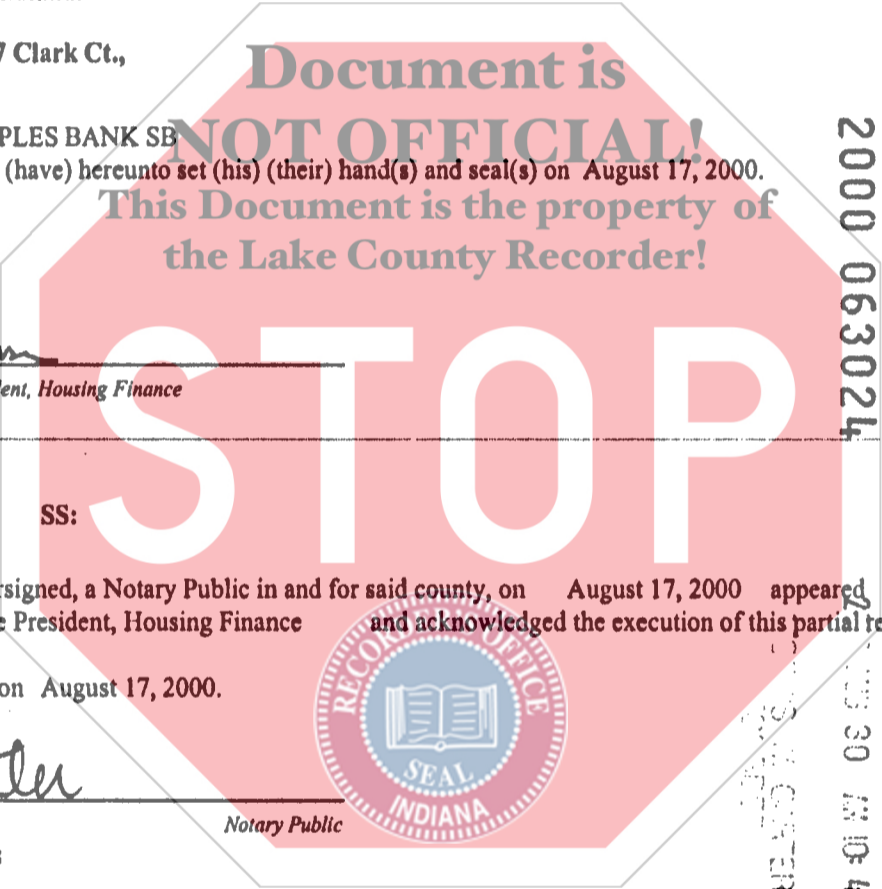 7 Clark Ct.,
Document is
PLES BANK SB
NOT OFFICIAL!
(have) hereunto set (his) (their) hand(s) and seal(s) on August 17, 2000.
This Document is the property of
the Lake County Recorder!
2000 063024
ent, Housing Finance
STOP
SS:
rsigned, a Notary Public in and for said county, on August 17, 2000 appeared
e President, Housing Finance and acknowledged the execution of this partial re
on August 17, 2000.
RECORDER'S OFFICE
SEAL
INDIANA
Notary Public
30